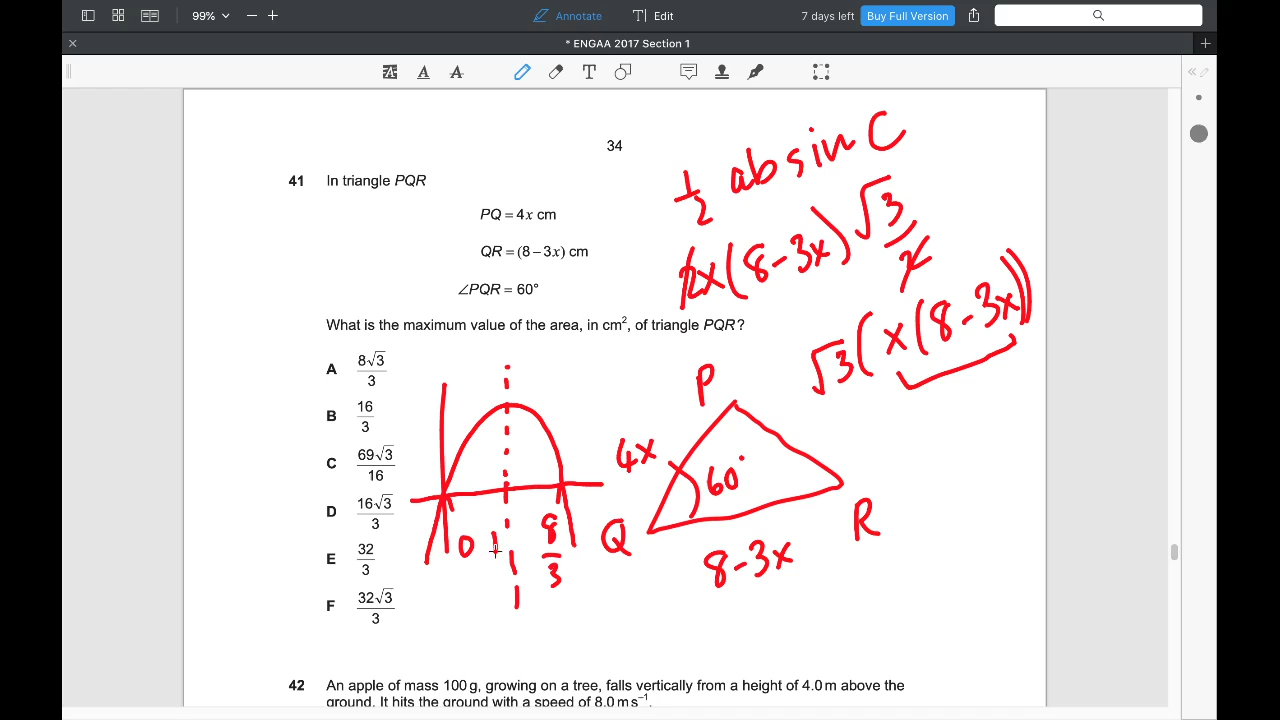 99%
Annotate
Edit
7 days left
Buy Full Version
* ENGAA 2017 Section 1
34
41 In triangle PQR
PQ = 4x cm
QR = (8 – 3x) cm
∠PQR = 60°
What is the maximum value of the area, in cm², of triangle PQR?
A 8√3/3
B 16/3
C 69√3/16
D 16√3/3
E 32/3
F 32√3/3
1/2 ab sin C
2x(8-3x) √3/2
√3(x(8-3x))
P
4x
60°
Q
R
8-3x
0
8/3
42 An apple of mass 100 g, growing on a tree, falls vertically from a height of 4.0 m above the
ground. It hits the ground with a speed of 8.0 m s⁻¹.